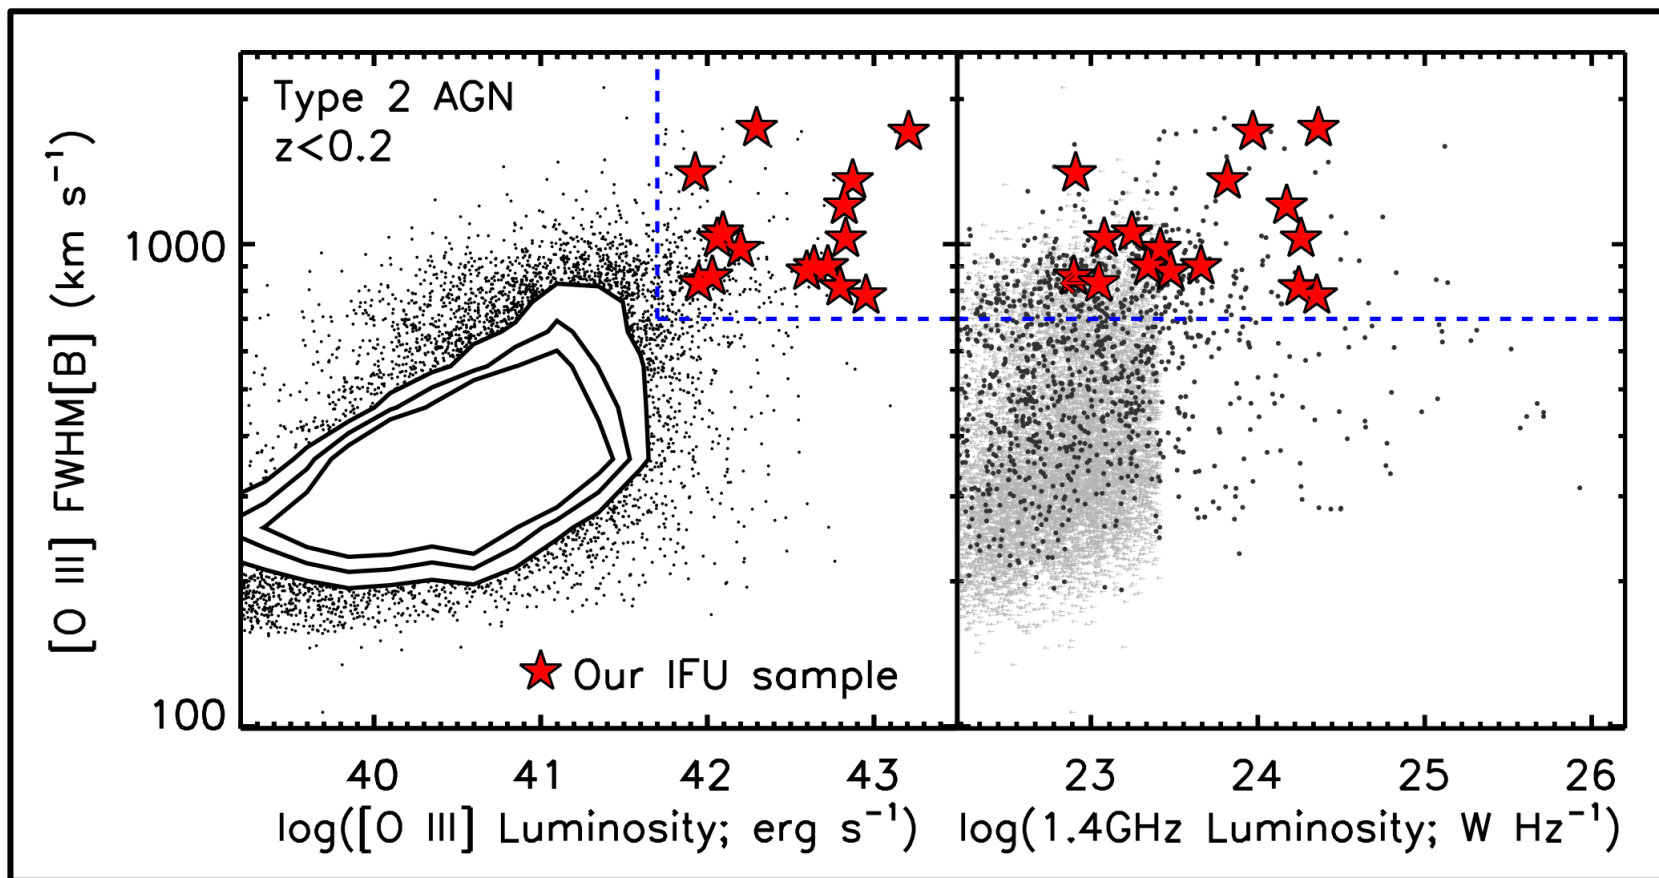 Type 2 AGN
z<0.2
[O III] FWHM[B] (km s⁻¹)
1000
100
Our IFU sample
40 41 42 43
23 24 25 26
log([O III] Luminosity; erg s⁻¹)
log(1.4GHz Luminosity; W Hz⁻¹)